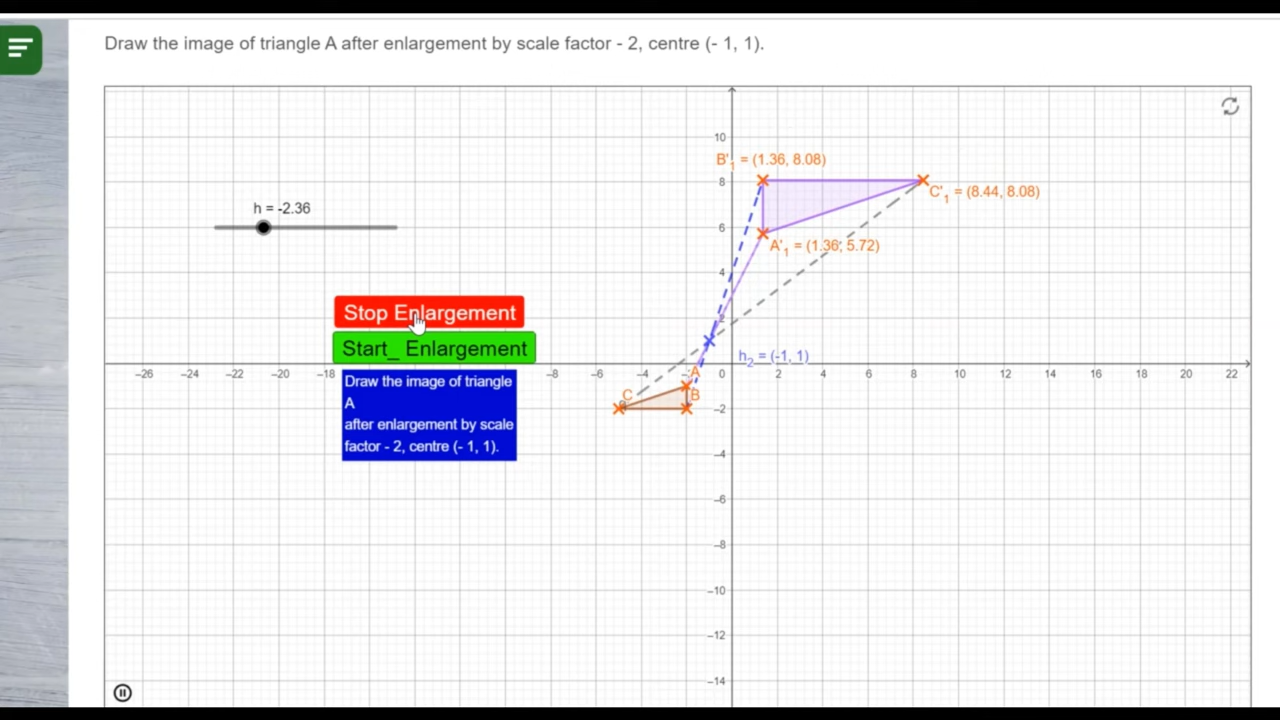 Draw the image of triangle A after enlargement by scale factor - 2, centre (- 1, 1).
10
B'₁ = (1.36, 8.08)
8
C'₁ = (8.44, 8.08)
h = -2.36
6
A'₁ = (1.36, 5.72)
4
Stop Enlargement
2
Start_ Enlargement
h₂ = (-1, 1)
-26 -24 -22 -20 -18 -8 -6 -4 -2 0 2 4 6 8 10 12 14 16 18 20 22
A
C B
Draw the image of triangle
A
after enlargement by scale
factor - 2, centre (- 1, 1).
-2
-4
-6
-8
-10
-12
-14